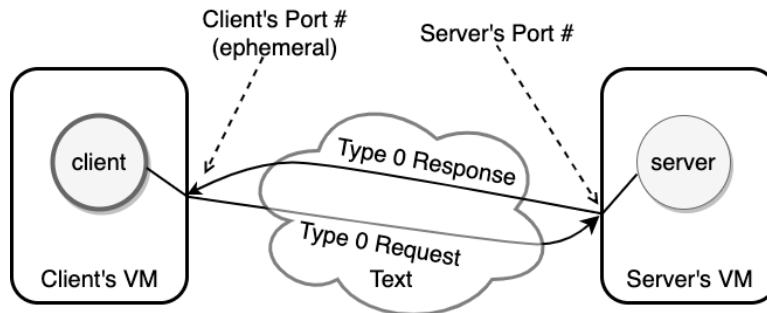 Client's Port #
(ephemeral)
Server's Port #
client
Type 0 Response
server
Type 0 Request
Text
Client's VM
Server's VM